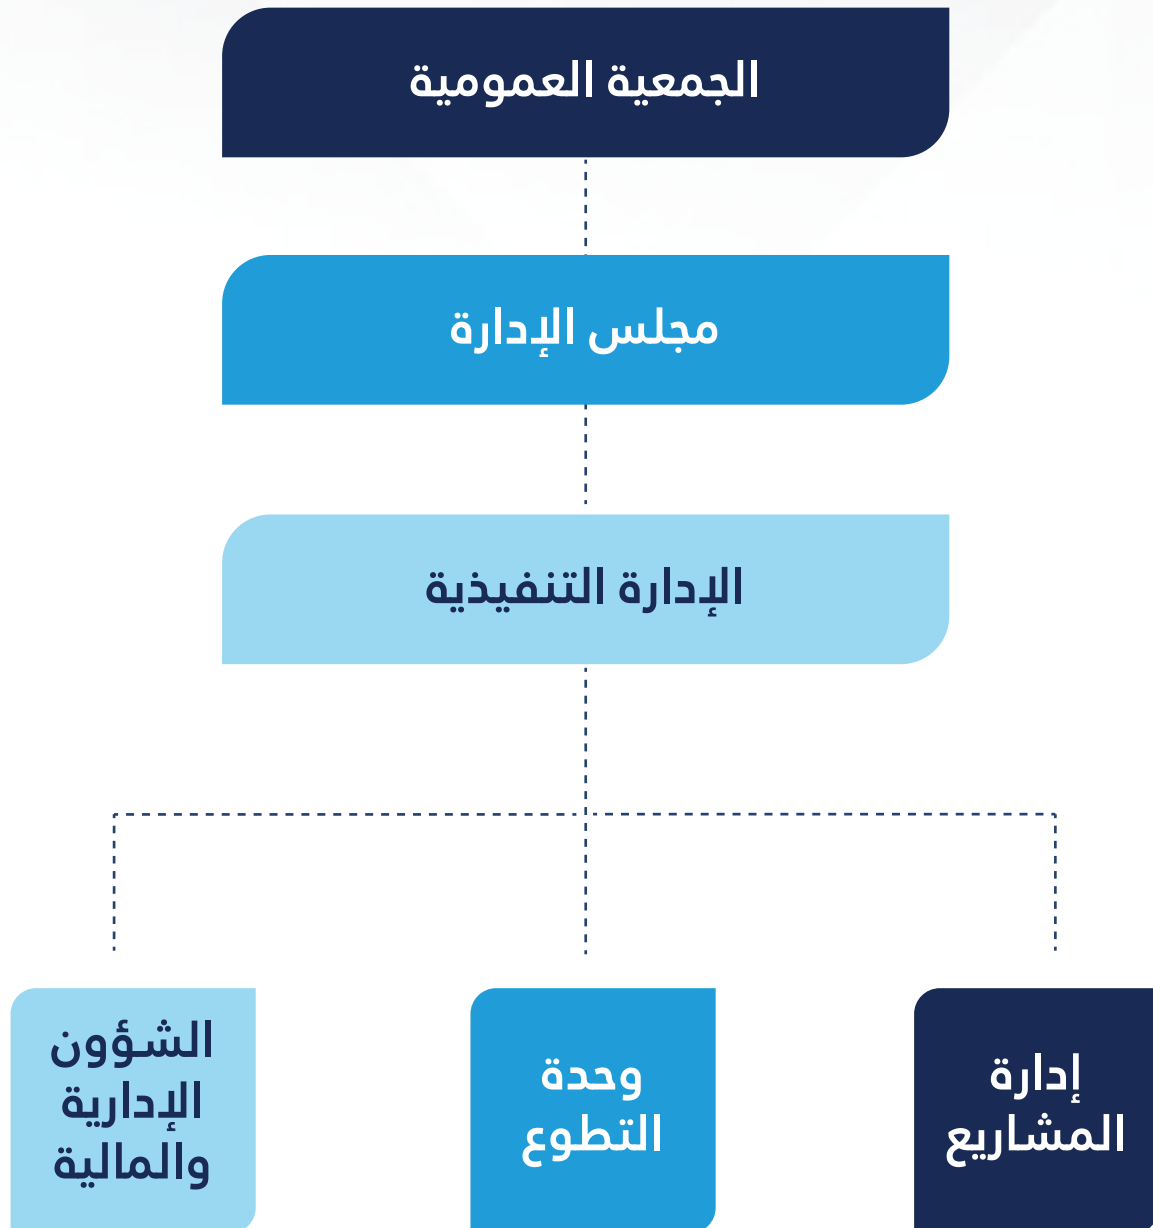 الجمعية العمومية
مجلس الإدارة
الإدارة التنفيذية
إدارة
المشاريع
وحدة
التطوع
الشؤون
الإدارية
والمالية